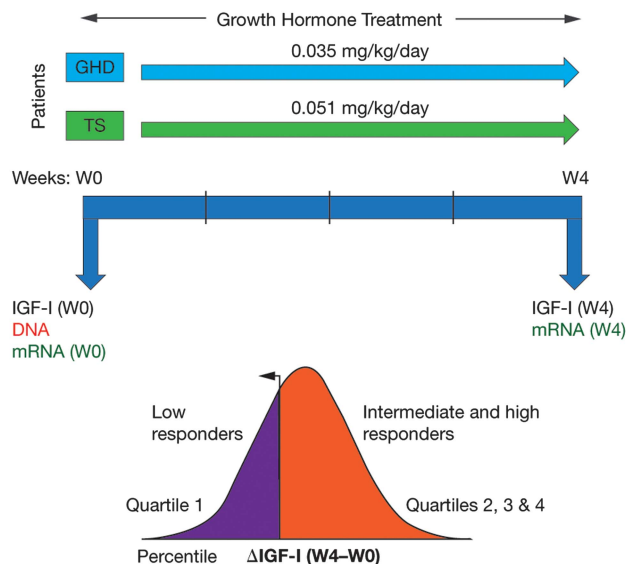 Growth Hormone Treatment
Patients
GHD
0.035 mg/kg/day
TS
0.051 mg/kg/day
Weeks: W0
W4
IGF-I (W0)
DNA
mRNA (W0)
IGF-I (W4)
mRNA (W4)
Low
responders
Intermediate and high
responders
Quartile 1
Quartiles 2, 3 & 4
Percentile
ΔIGF-I (W4–W0)